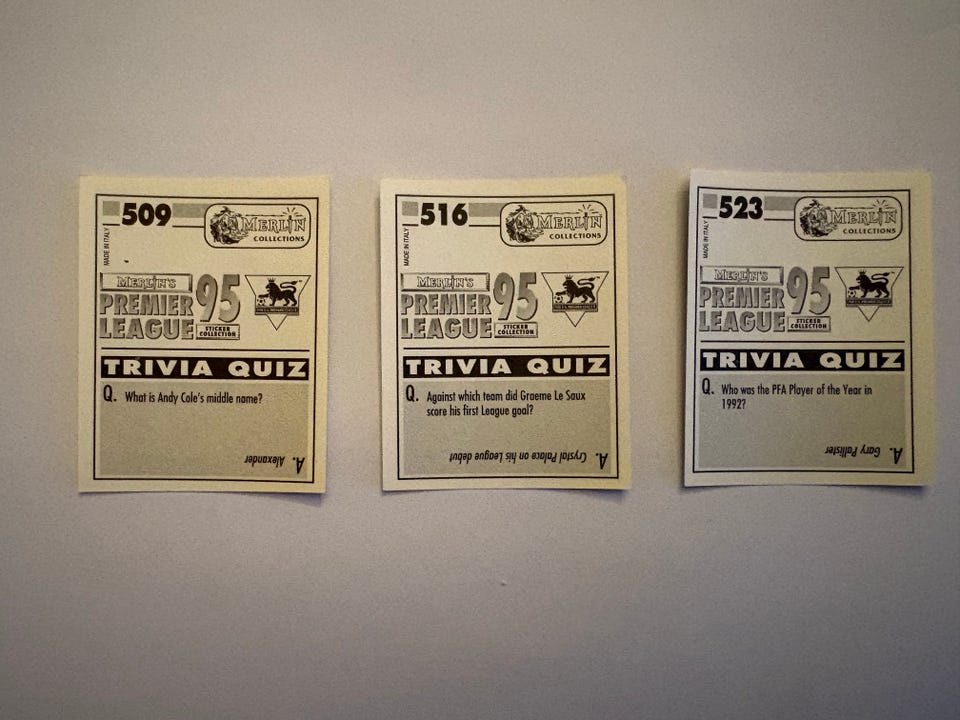 509
MERLIN
COLLECTIONS
MADE IN ITALY
MERLIN'S
PREMIER
LEAGUE
95
STICKER
COLLECTION
TRIVIA QUIZ
Q. What is Andy Cole's middle name?
A. Alexander
516
MERLIN
COLLECTIONS
MADE IN ITALY
MERLIN'S
PREMIER
LEAGUE
95
STICKER
COLLECTION
TRIVIA QUIZ
Q. Against which team did Graeme Le Saux
score his first League goal?
A. Crystal Palace on his League debut
523
MERLIN
COLLECTIONS
MADE IN ITALY
MERLIN'S
PREMIER
LEAGUE
95
STICKER
COLLECTION
TRIVIA QUIZ
Q. Who was the PFA Player of the Year in
1992?
A. Gary Pallister